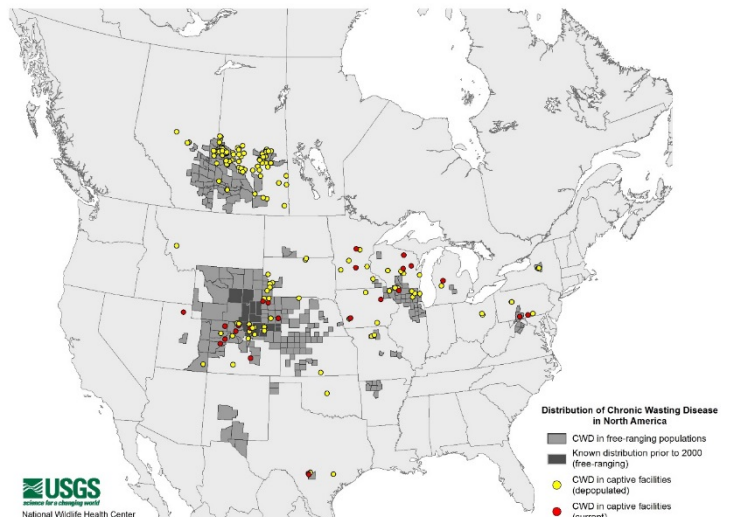 Distribution of Chronic Wasting Disease
in North America
CWD in free-ranging populations
Known distribution prior to 2000
(free-ranging)
CWD in captive facilities
(depopulated)
CWD in captive facilities
(current)
USGS
science for a changing world
National Wildlife Health Center